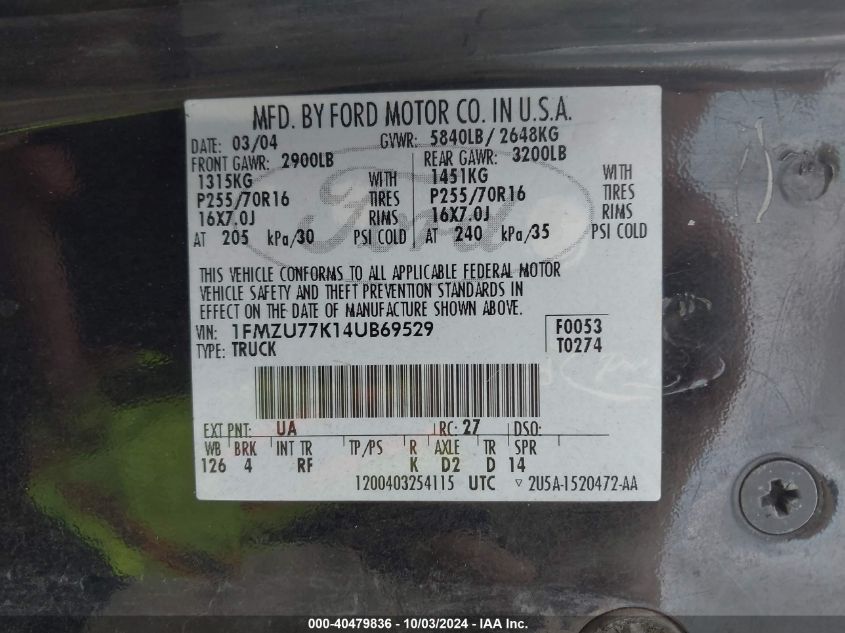 MFD. BY FORD MOTOR CO. IN U.S.A.
DATE: 03/04 GVWR: 5840LB / 2648KG
FRONT GAWR: 2900LB REAR GAWR: 3200LB
1315KG WITH 1451KG WITH
P255/70R16 TIRES P255/70R16 TIRES
16X7.0J RIMS 16X7.0J RIMS
AT 205 kPa/30 PSI COLD AT 240 kPa/35 PSI COLD
Ford
THIS VEHICLE CONFORMS TO ALL APPLICABLE FEDERAL MOTOR
VEHICLE SAFETY AND THEFT PREVENTION STANDARDS IN
EFFECT ON THE DATE OF MANUFACTURE SHOWN ABOVE.
VIN: 1FMZU77K14UB69529 F0053
TYPE: TRUCK T0274
EXT PNT: UA RC: 27 DSO:
WB BRK INT TR TP/PS R AXLE TR SPR
126 4 RF K D2 D 14
1200403254115 UTC ▿ 2U5A-1520472-AA
000-40479836 - 10/03/2024 - IAA Inc.